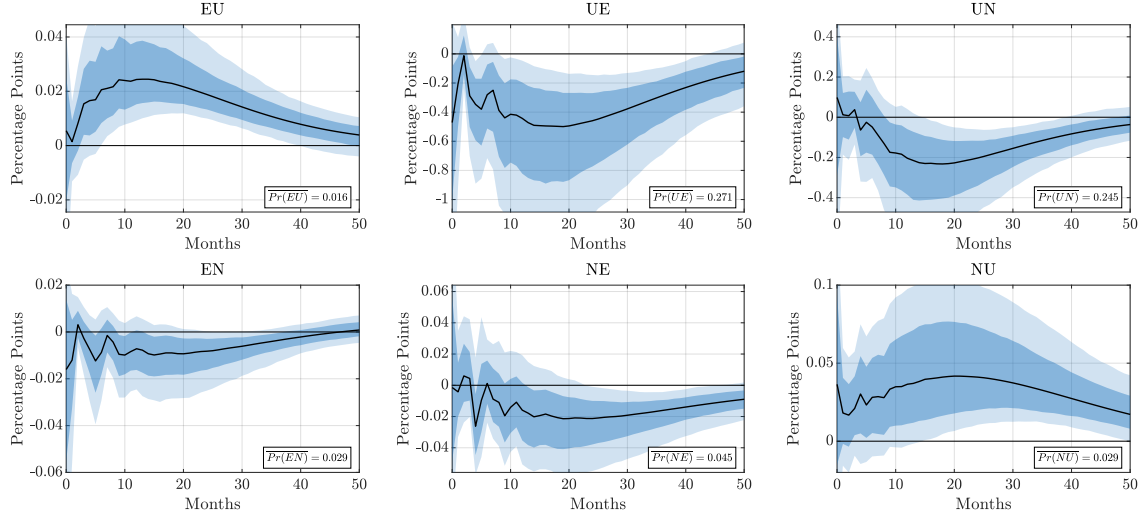 EU
Percentage Points
0.04
0.02
0
-0.02
0 10 20 30 40 50
Months
Pr(EU) = 0.016
UE
Percentage Points
0
-0.2
-0.4
-0.6
-0.8
-1
0 10 20 30 40 50
Months
Pr(UE) = 0.271
UN
Percentage Points
0.4
0.2
0
-0.2
-0.4
0 10 20 30 40 50
Months
Pr(UN) = 0.245
EN
Percentage Points
0.02
0
-0.02
-0.04
-0.06
0 10 20 30 40 50
Months
Pr(EN) = 0.029
NE
Percentage Points
0.06
0.04
0.02
0
-0.02
-0.04
0 10 20 30 40 50
Months
Pr(NE) = 0.045
NU
Percentage Points
0.1
0.05
0
0 10 20 30 40 50
Months
Pr(NU) = 0.029